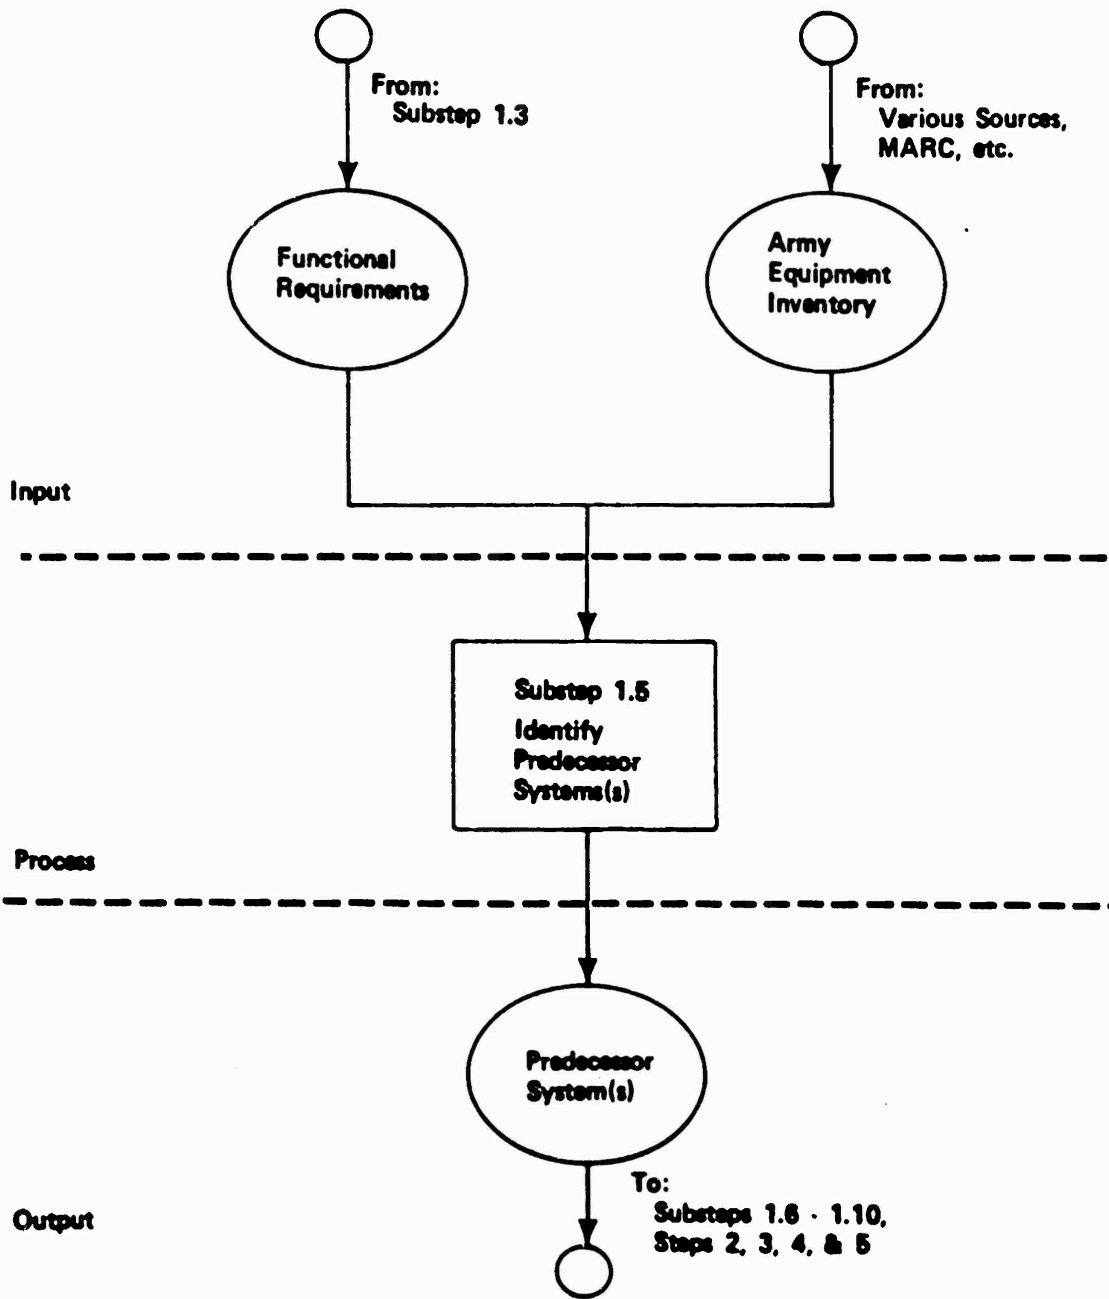 From:
Substep 1.3
From:
Various Sources,
MARC, etc.
Functional
Requirements
Army
Equipment
Inventory
Input
Substep 1.5
Identify
Predecessor
Systems(s)
Process
Predecessor
System(s)
To:
Substeps 1.6 - 1.10,
Steps 2, 3, 4, & 5
Output